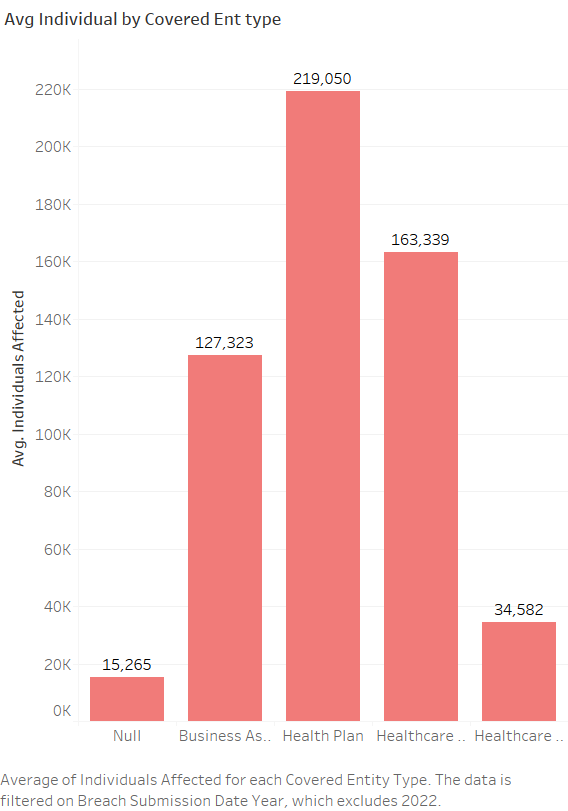 Avg Individual by Covered Ent type
219,050
220K
200K
180K
163,339
160K
140K
127,323
120K
100K
80K
60K
40K
34,582
20K
15,265
0K
Avg. Individuals Affected
Null Business As.. Health Plan Healthcare .. Healthcare ..
Average of Individuals Affected for each Covered Entity Type. The data is
filtered on Breach Submission Date Year, which excludes 2022.